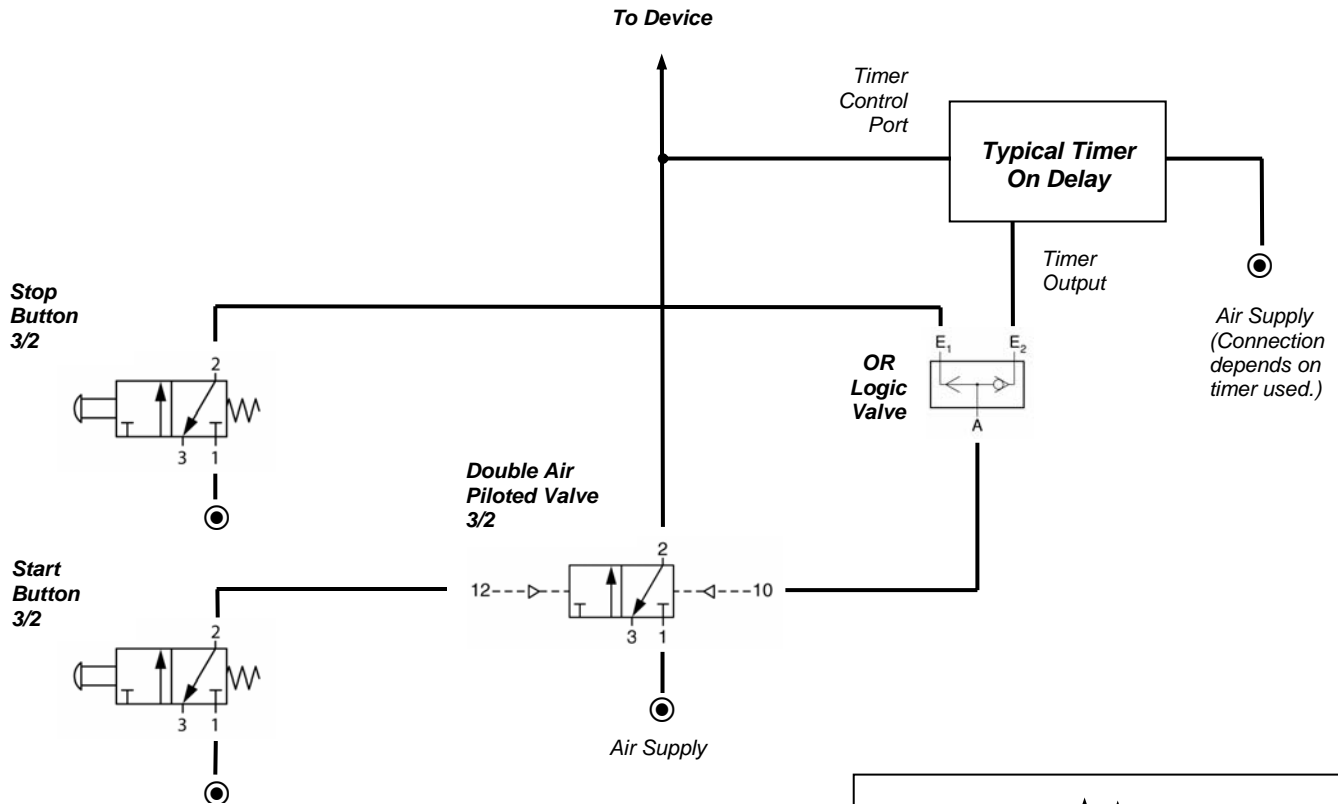 To Device
Timer
Control
Port
Typical Timer
On Delay
Timer
Output
Air Supply
(Connection
depends on
timer used.)
Stop
Button
3/2
2
3 1
E1 E2
OR
Logic
Valve
A
Double Air
Piloted Valve
3/2
2
12 10
3 1
Air Supply
Start
Button
3/2
2
3 1